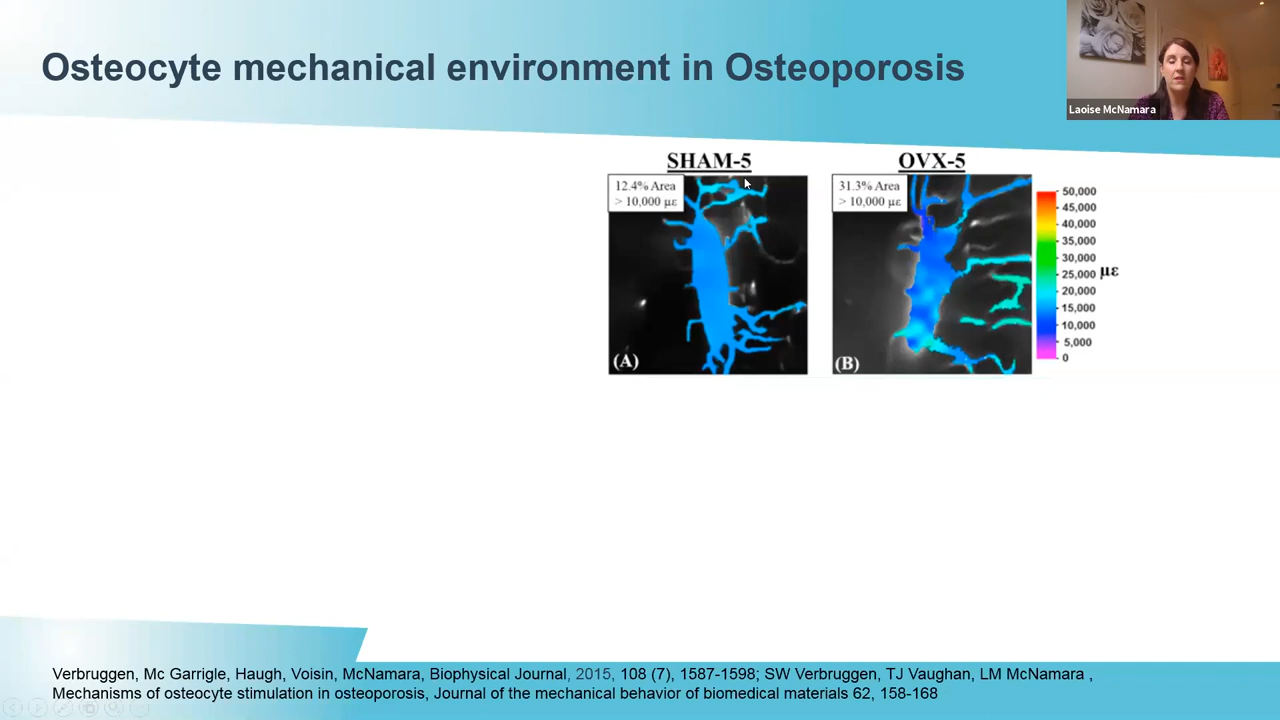 Osteocyte mechanical environment in Osteoporosis
Laoise McNamara
SHAM-5
OVX-5
12.4% Area
> 10,000 µε
31.3% Area
> 10,000 µε
(A)
(B)
50,000
45,000
40,000
35,000
30,000
25,000
20,000
15,000
10,000
5,000
0
µε
Verbruggen, Mc Garrigle, Haugh, Voisin, McNamara, Biophysical Journal, 2015, 108 (7), 1587-1598; SW Verbruggen, TJ Vaughan, LM McNamara ,
Mechanisms of osteocyte stimulation in osteoporosis, Journal of the mechanical behavior of biomedical materials 62, 158-168